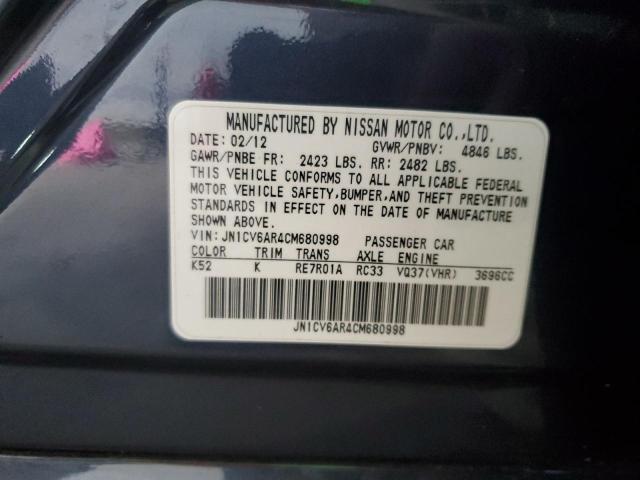 MANUFACTURED BY NISSAN MOTOR CO.,LTD.
DATE: 02/12 GVWR/PNBV: 4846 LBS.
GAWR/PNBE FR: 2423 LBS. RR: 2482 LBS.
THIS VEHICLE CONFORMS TO ALL APPLICABLE FEDERAL
MOTOR VEHICLE SAFETY, BUMPER, AND THEFT PREVENTION
STANDARDS IN EFFECT ON THE DATE OF MANUFACTURE
SHOWN ABOVE.
VIN: JN1CV6AR4CM680998 PASSENGER CAR
COLOR TRIM TRANS AXLE ENGINE
K52 K RE7R01A RC33 VQ37(VHR) 3696CC
JN1CV6AR4CM680998